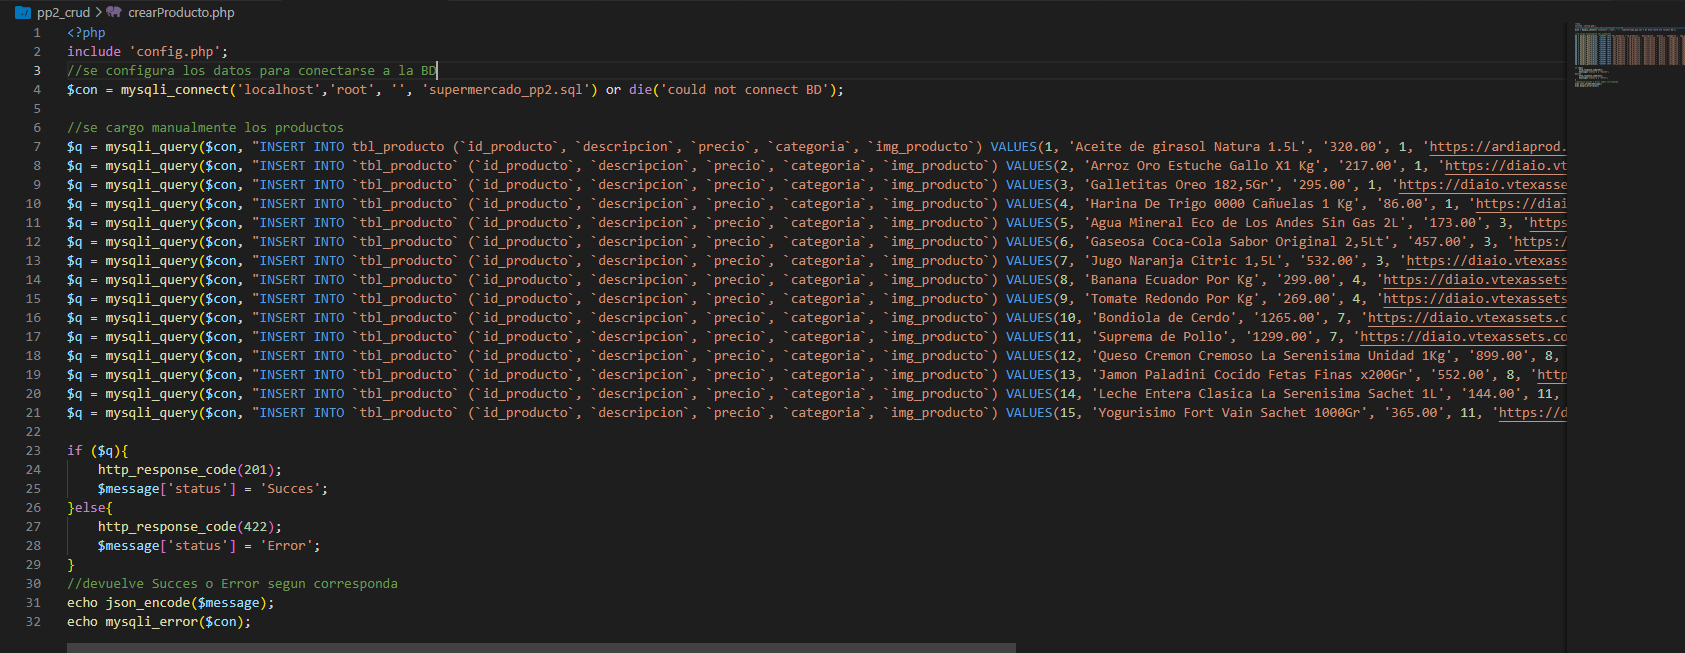 pp2_crud > crearProducto.php
1 <?php
2 include 'config.php';
3 //se configura los datos para conectarse a la BD
4 $con = mysqli_connect('localhost','root', '', 'supermercado_pp2.sql') or die('could not connect BD');
5
6 //se cargo manualmente los productos
7 $q = mysqli_query($con, "INSERT INTO tbl_producto (`id_producto`, `descripcion`, `precio`, `categoria`, `img_producto`) VALUES(1, 'Aceite de girasol Natura 1.5L', '320.00', 1, 'https://ardiaprod.
8 $q = mysqli_query($con, "INSERT INTO `tbl_producto` (`id_producto`, `descripcion`, `precio`, `categoria`, `img_producto`) VALUES(2, 'Arroz Oro Estuche Gallo X1 Kg', '217.00', 1, 'https://diaio.vt
9 $q = mysqli_query($con, "INSERT INTO `tbl_producto` (`id_producto`, `descripcion`, `precio`, `categoria`, `img_producto`) VALUES(3, 'Galletitas Oreo 182,5Gr', '295.00', 1, 'https://diaio.vtexasse
10 $q = mysqli_query($con, "INSERT INTO `tbl_producto` (`id_producto`, `descripcion`, `precio`, `categoria`, `img_producto`) VALUES(4, 'Harina De Trigo 0000 Cañuelas 1 Kg', '86.00', 1, 'https://diai
11 $q = mysqli_query($con, "INSERT INTO `tbl_producto` (`id_producto`, `descripcion`, `precio`, `categoria`, `img_producto`) VALUES(5, 'Agua Mineral Eco de Los Andes Sin Gas 2L', '173.00', 3, 'https
12 $q = mysqli_query($con, "INSERT INTO `tbl_producto` (`id_producto`, `descripcion`, `precio`, `categoria`, `img_producto`) VALUES(6, 'Gaseosa Coca-Cola Sabor Original 2,5Lt', '457.00', 3, 'https:/
13 $q = mysqli_query($con, "INSERT INTO `tbl_producto` (`id_producto`, `descripcion`, `precio`, `categoria`, `img_producto`) VALUES(7, 'Jugo Naranja Citric 1,5L', '532.00', 3, 'https://diaio.vtexass
14 $q = mysqli_query($con, "INSERT INTO `tbl_producto` (`id_producto`, `descripcion`, `precio`, `categoria`, `img_producto`) VALUES(8, 'Banana Ecuador Por Kg', '299.00', 4, 'https://diaio.vtexassets
15 $q = mysqli_query($con, "INSERT INTO `tbl_producto` (`id_producto`, `descripcion`, `precio`, `categoria`, `img_producto`) VALUES(9, 'Tomate Redondo Por Kg', '269.00', 4, 'https://diaio.vtexassets
16 $q = mysqli_query($con, "INSERT INTO `tbl_producto` (`id_producto`, `descripcion`, `precio`, `categoria`, `img_producto`) VALUES(10, 'Bondiola de Cerdo', '1265.00', 7, 'https://diaio.vtexassets.c
17 $q = mysqli_query($con, "INSERT INTO `tbl_producto` (`id_producto`, `descripcion`, `precio`, `categoria`, `img_producto`) VALUES(11, 'Suprema de Pollo', '1299.00', 7, 'https://diaio.vtexassets.co
18 $q = mysqli_query($con, "INSERT INTO `tbl_producto` (`id_producto`, `descripcion`, `precio`, `categoria`, `img_producto`) VALUES(12, 'Queso Cremon Cremoso La Serenisima Unidad 1Kg', '899.00', 8,
19 $q = mysqli_query($con, "INSERT INTO `tbl_producto` (`id_producto`, `descripcion`, `precio`, `categoria`, `img_producto`) VALUES(13, 'Jamon Paladini Cocido Fetas Finas x200Gr', '552.00', 8, 'http
20 $q = mysqli_query($con, "INSERT INTO `tbl_producto` (`id_producto`, `descripcion`, `precio`, `categoria`, `img_producto`) VALUES(14, 'Leche Entera Clasica La Serenisima Sachet 1L', '144.00', 11,
21 $q = mysqli_query($con, "INSERT INTO `tbl_producto` (`id_producto`, `descripcion`, `precio`, `categoria`, `img_producto`) VALUES(15, 'Yogurisimo Fort Vain Sachet 1000Gr', '365.00', 11, 'https://d
22
23 if ($q){
24 http_response_code(201);
25 $message['status'] = 'Succes';
26 }else{
27 http_response_code(422);
28 $message['status'] = 'Error';
29 }
30 //devuelve Succes o Error segun corresponda
31 echo json_encode($message);
32 echo mysqli_error($con);